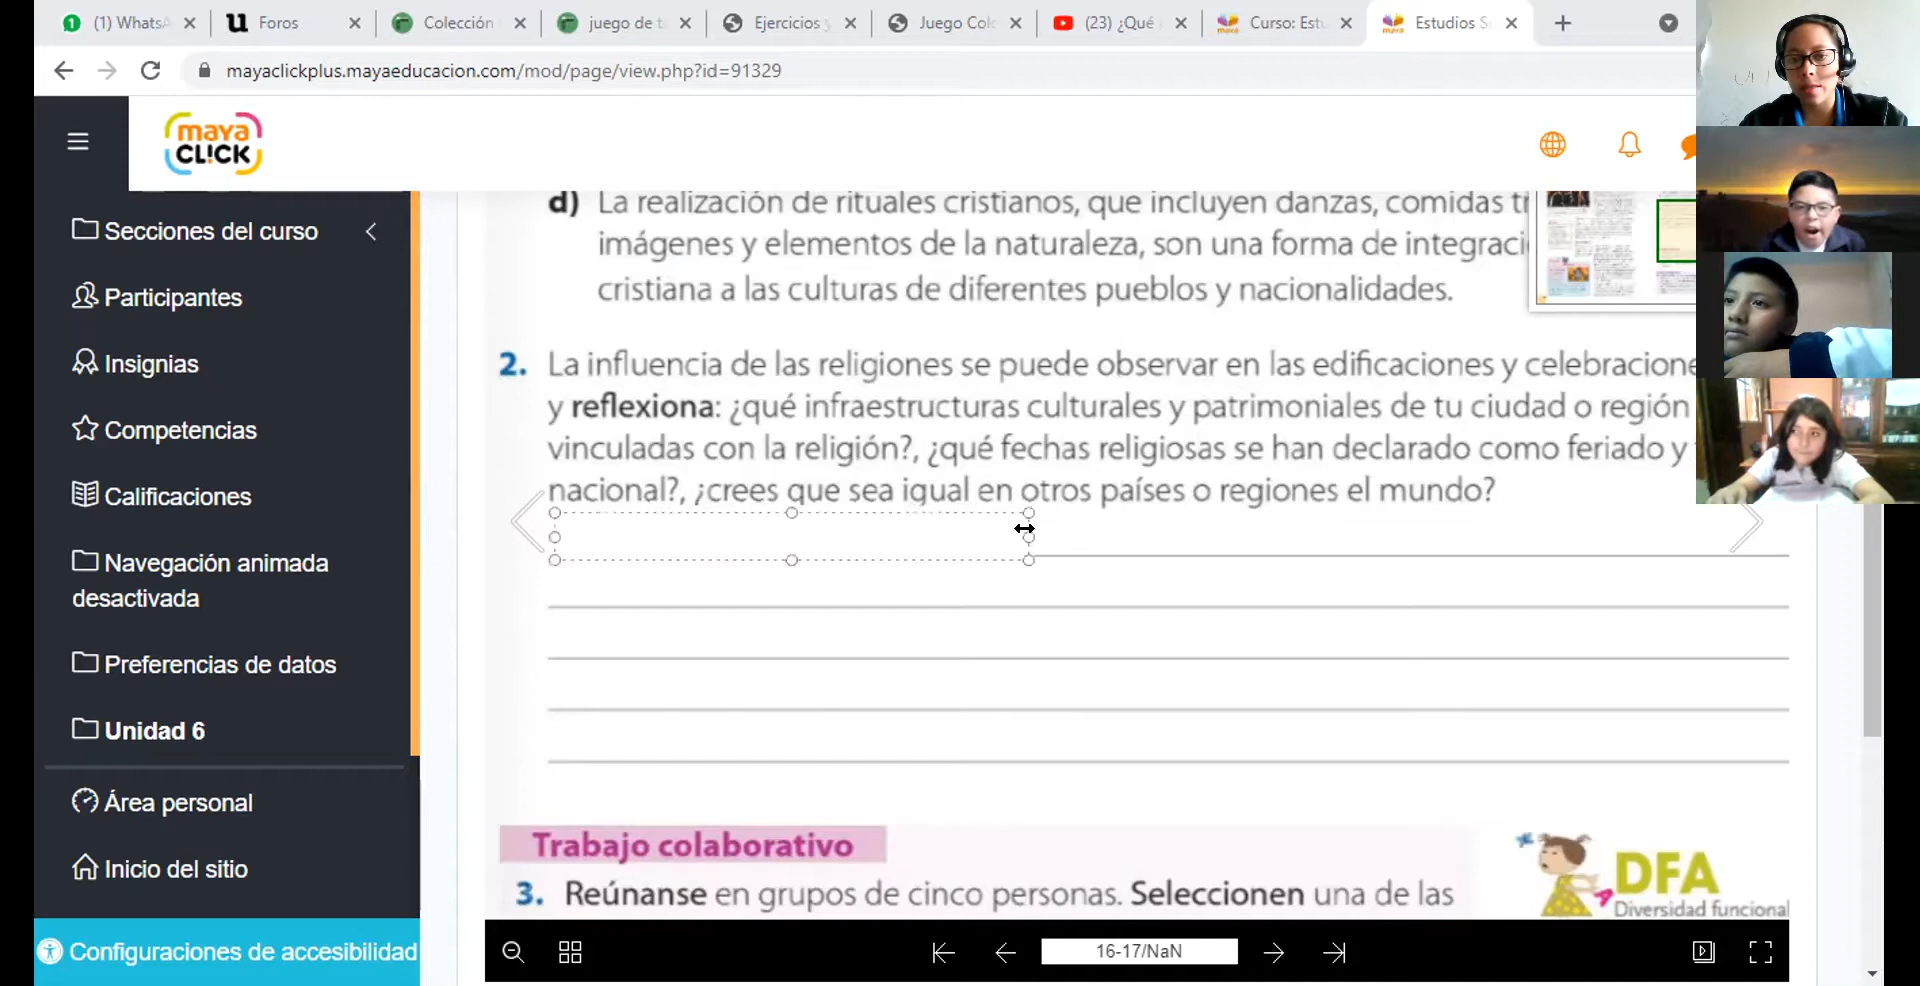 (1) WhatsA
Foros
Colección
juego de t
Ejercicios y
Juego Col
(23) ¿Qué
Curso: Est
Estudios S
mayaclickplus.mayaeducacion.com/mod/page/view.php?id=91329
maya
CL!CK
Secciones del curso
Participantes
Insignias
Competencias
Calificaciones
Navegación animada
desactivada
Preferencias de datos
Unidad 6
Área personal
Inicio del sitio
Configuraciones de accesibilidad
d) La realización de rituales cristianos, que incluyen danzas, comidas tr
imágenes y elementos de la naturaleza, son una forma de integraci
cristiana a las culturas de diferentes pueblos y nacionalidades.
2. La influencia de las religiones se puede observar en las edificaciones y celebracione
y reflexiona: ¿qué infraestructuras culturales y patrimoniales de tu ciudad o región
vinculadas con la religión?, ¿qué fechas religiosas se han declarado como feriado y
nacional?, ¿crees que sea igual en otros países o regiones el mundo?
Trabajo colaborativo
3. Reúnanse en grupos de cinco personas. Seleccionen una de las
DFA
Diversidad funcional
16-17/NaN